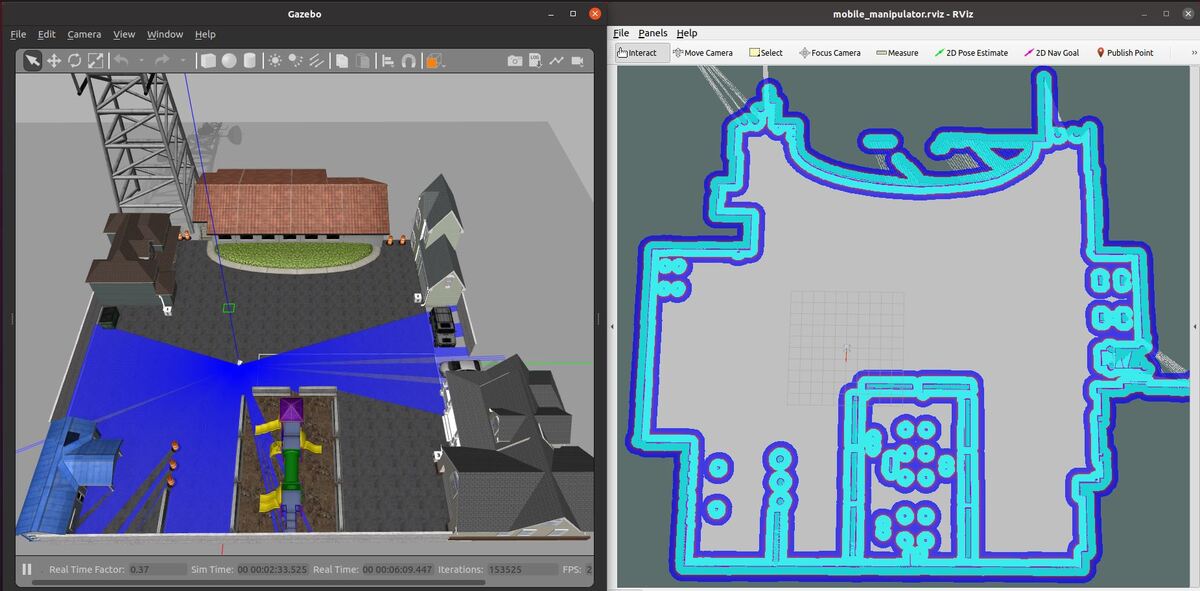 Gazebo
File Edit Camera View Window Help
Real Time Factor: 0.37 Sim Time: 00 00:02:33.525 Real Time: 00 00:06:09.447 Iterations: 153525 FPS: 2
mobile_manipulator.rviz - RViz
File Panels Help
Interact Move Camera Select Focus Camera Measure 2D Pose Estimate 2D Nav Goal Publish Point »